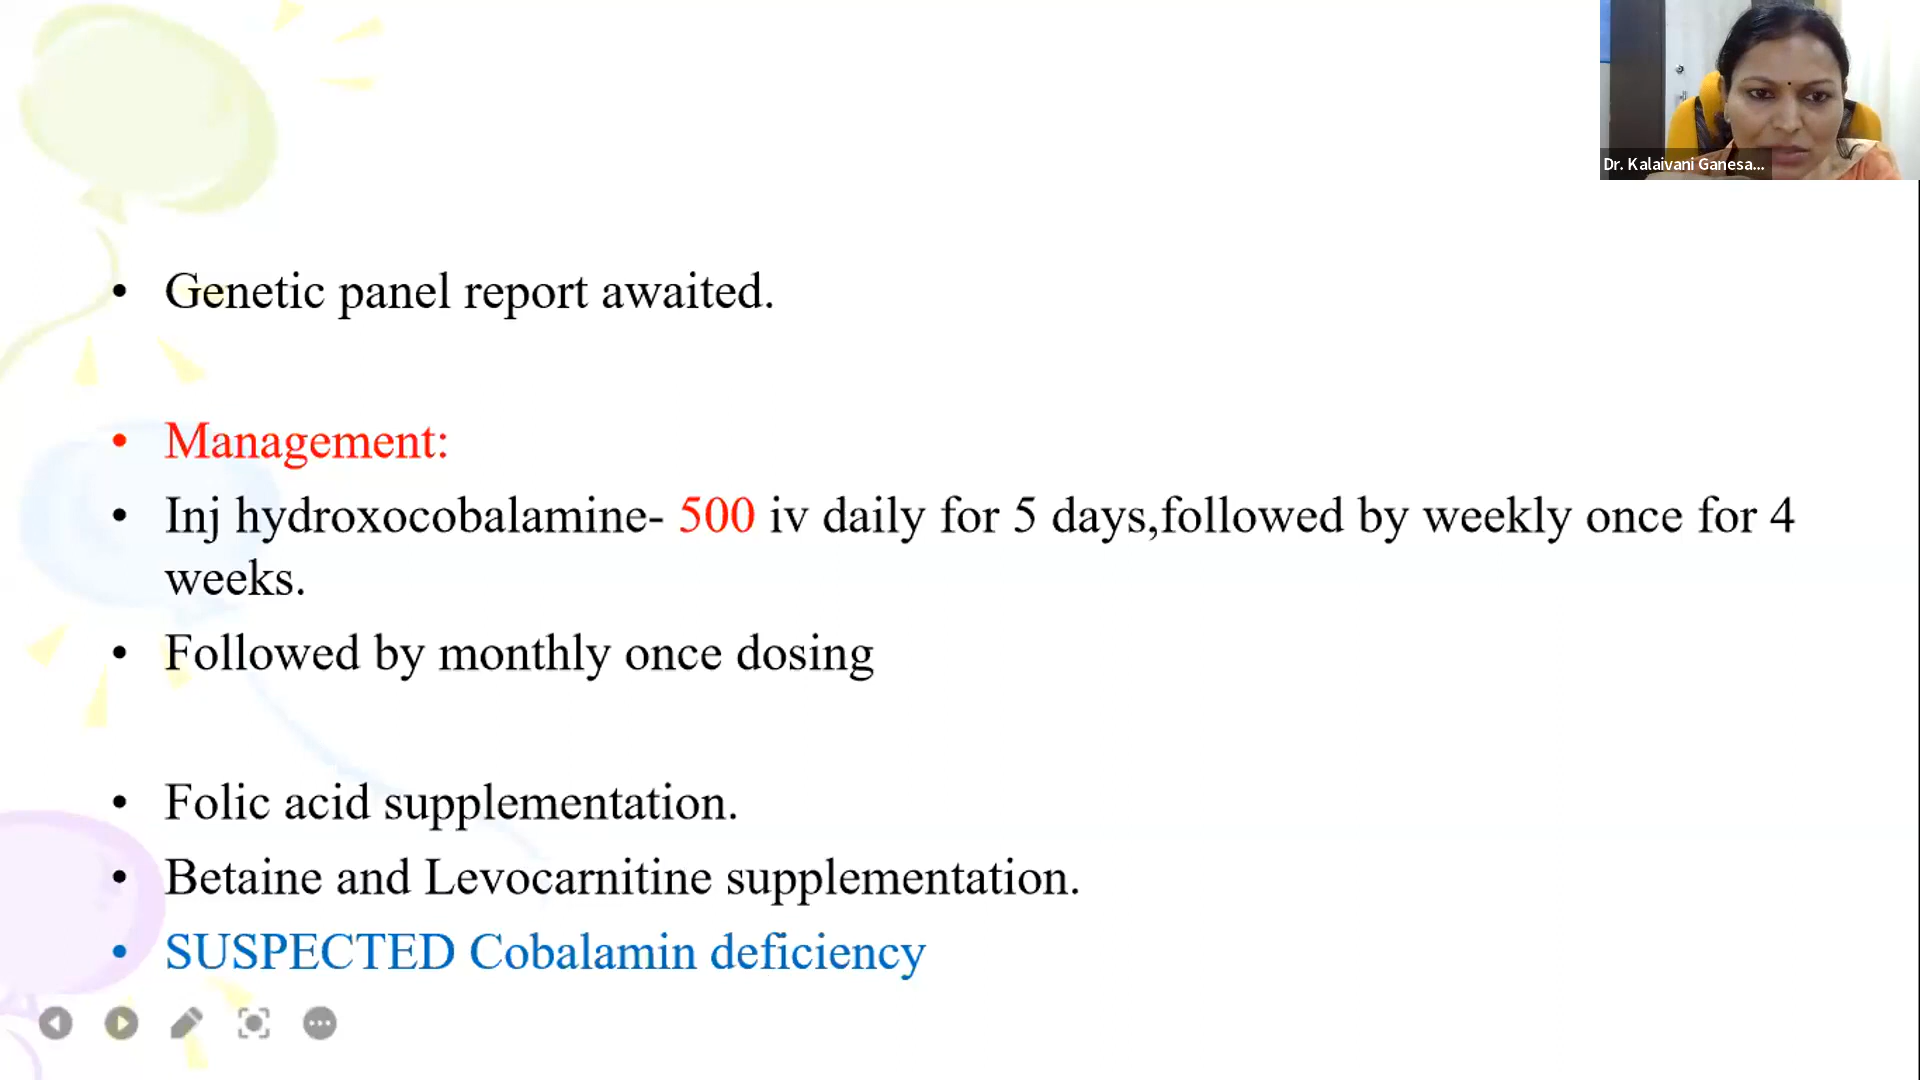 Dr. Kalaivani Ganesa...
• Genetic panel report awaited.
• Management:
• Inj hydroxocobalamine- 500 iv daily for 5 days,followed by weekly once for 4
weeks.
• Followed by monthly once dosing
• Folic acid supplementation.
• Betaine and Levocarnitine supplementation.
• SUSPECTED Cobalamin deficiency